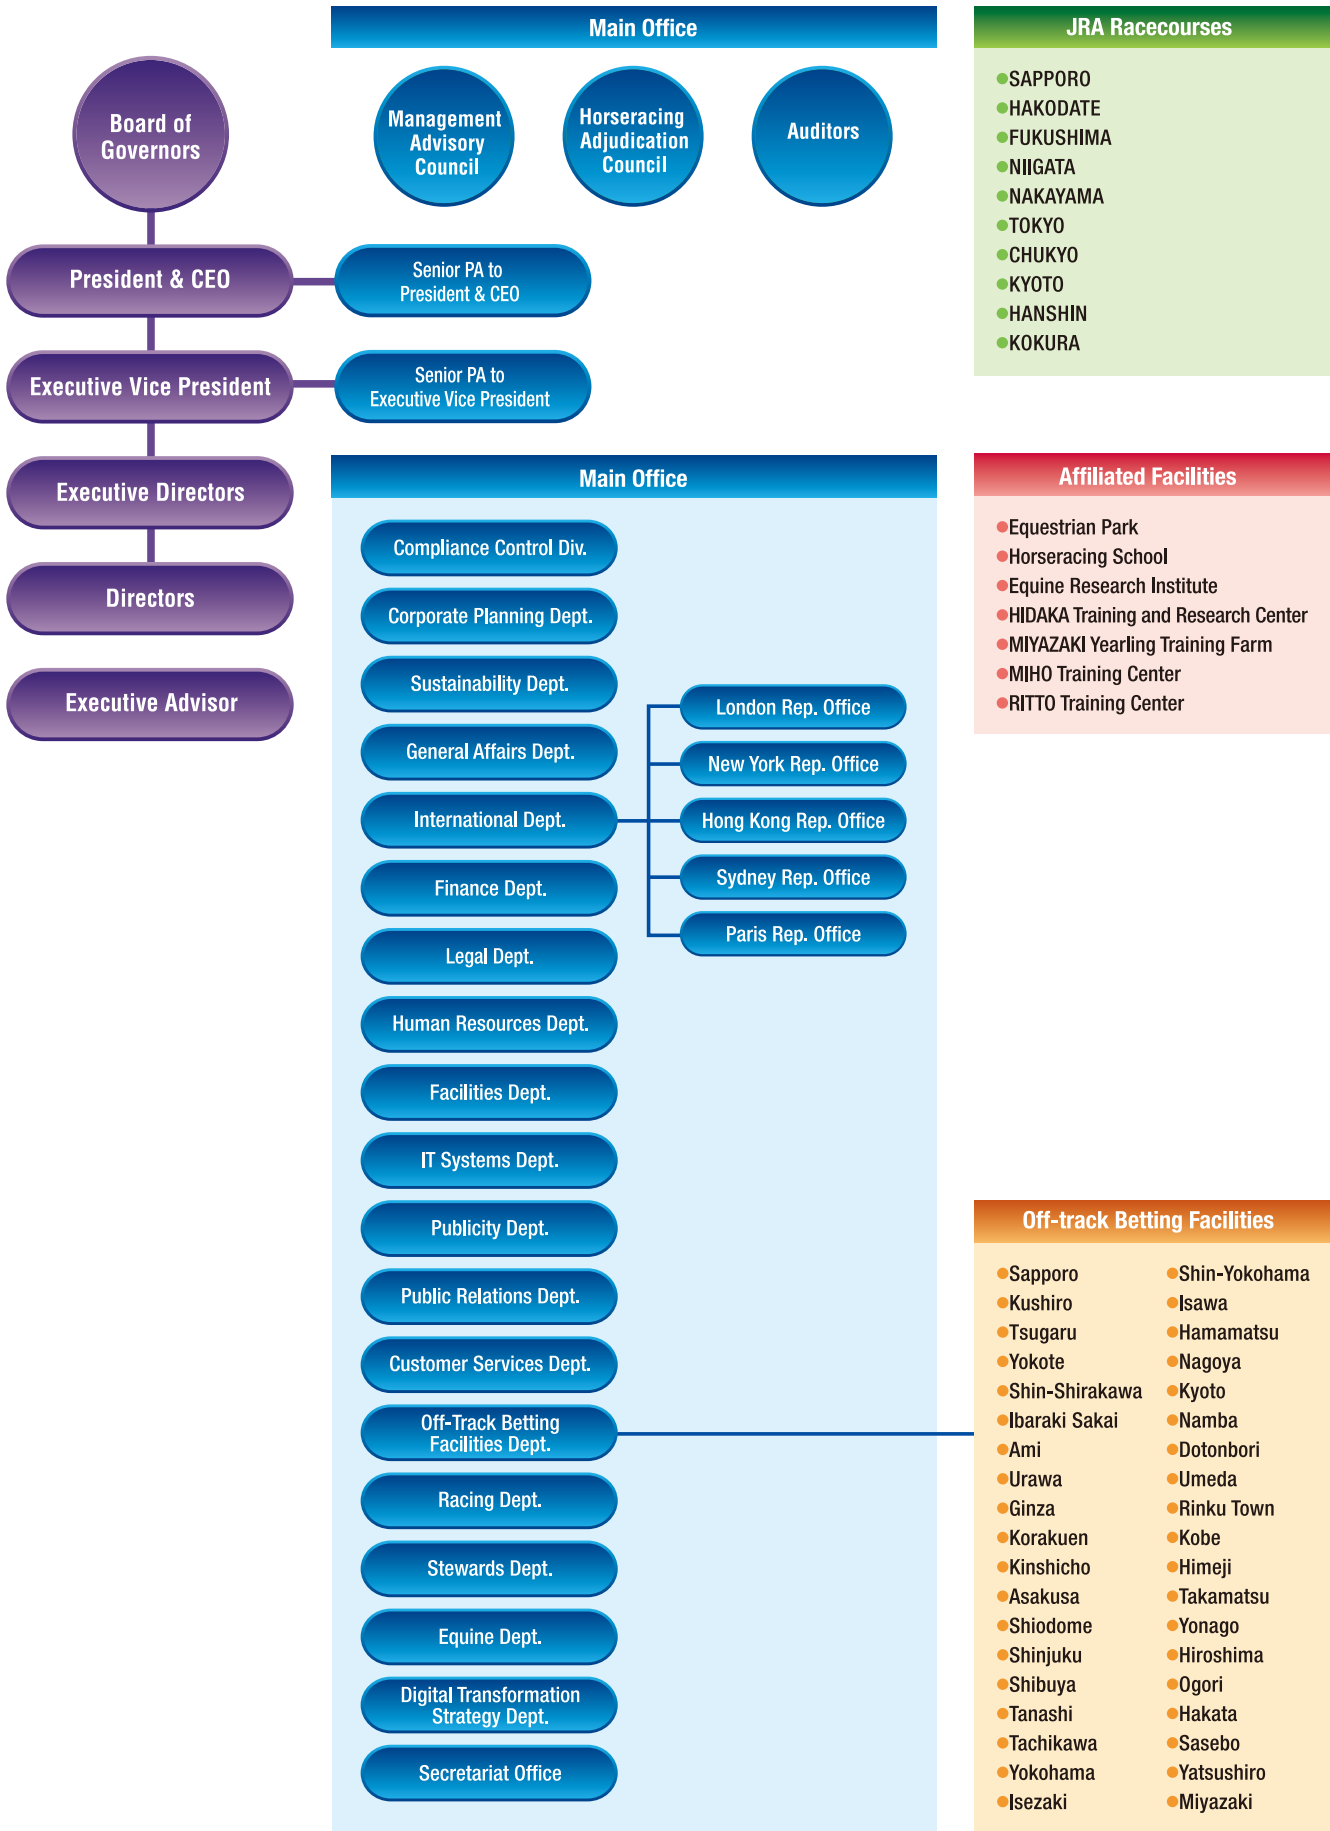 Board of
Governors
President & CEO
Executive Vice President
Executive Directors
Directors
Executive Advisor
Main Office
Management
Advisory
Council
Horseracing
Adjudication
Council
Auditors
Senior PA to
President & CEO
Senior PA to
Executive Vice President
Main Office
Compliance Control Div.
Corporate Planning Dept.
Sustainability Dept.
General Affairs Dept.
International Dept.
Finance Dept.
Legal Dept.
Human Resources Dept.
Facilities Dept.
IT Systems Dept.
Publicity Dept.
Public Relations Dept.
Customer Services Dept.
Off-Track Betting
Facilities Dept.
Racing Dept.
Stewards Dept.
Equine Dept.
Digital Transformation
Strategy Dept.
Secretariat Office
London Rep. Office
New York Rep. Office
Hong Kong Rep. Office
Sydney Rep. Office
Paris Rep. Office
JRA Racecourses
●SAPPORO
●HAKODATE
●FUKUSHIMA
●NIIGATA
●NAKAYAMA
●TOKYO
●CHUKYO
●KYOTO
●HANSHIN
●KOKURA
Affiliated Facilities
●Equestrian Park
●Horseracing School
●Equine Research Institute
●HIDAKA Training and Research Center
●MIYAZAKI Yearling Training Farm
●MIHO Training Center
●RITTO Training Center
Off-track Betting Facilities
●Sapporo
●Kushiro
●Tsugaru
●Yokote
●Shin-Shirakawa
●Ibaraki Sakai
●Ami
●Urawa
●Ginza
●Korakuen
●Kinshicho
●Asakusa
●Shiodome
●Shinjuku
●Shibuya
●Tanashi
●Tachikawa
●Yokohama
●Isezaki
●Shin-Yokohama
●Isawa
●Hamamatsu
●Nagoya
●Kyoto
●Namba
●Dotonbori
●Umeda
●Rinku Town
●Kobe
●Himeji
●Takamatsu
●Yonago
●Hiroshima
●Ogori
●Hakata
●Sasebo
●Yatsushiro
●Miyazaki